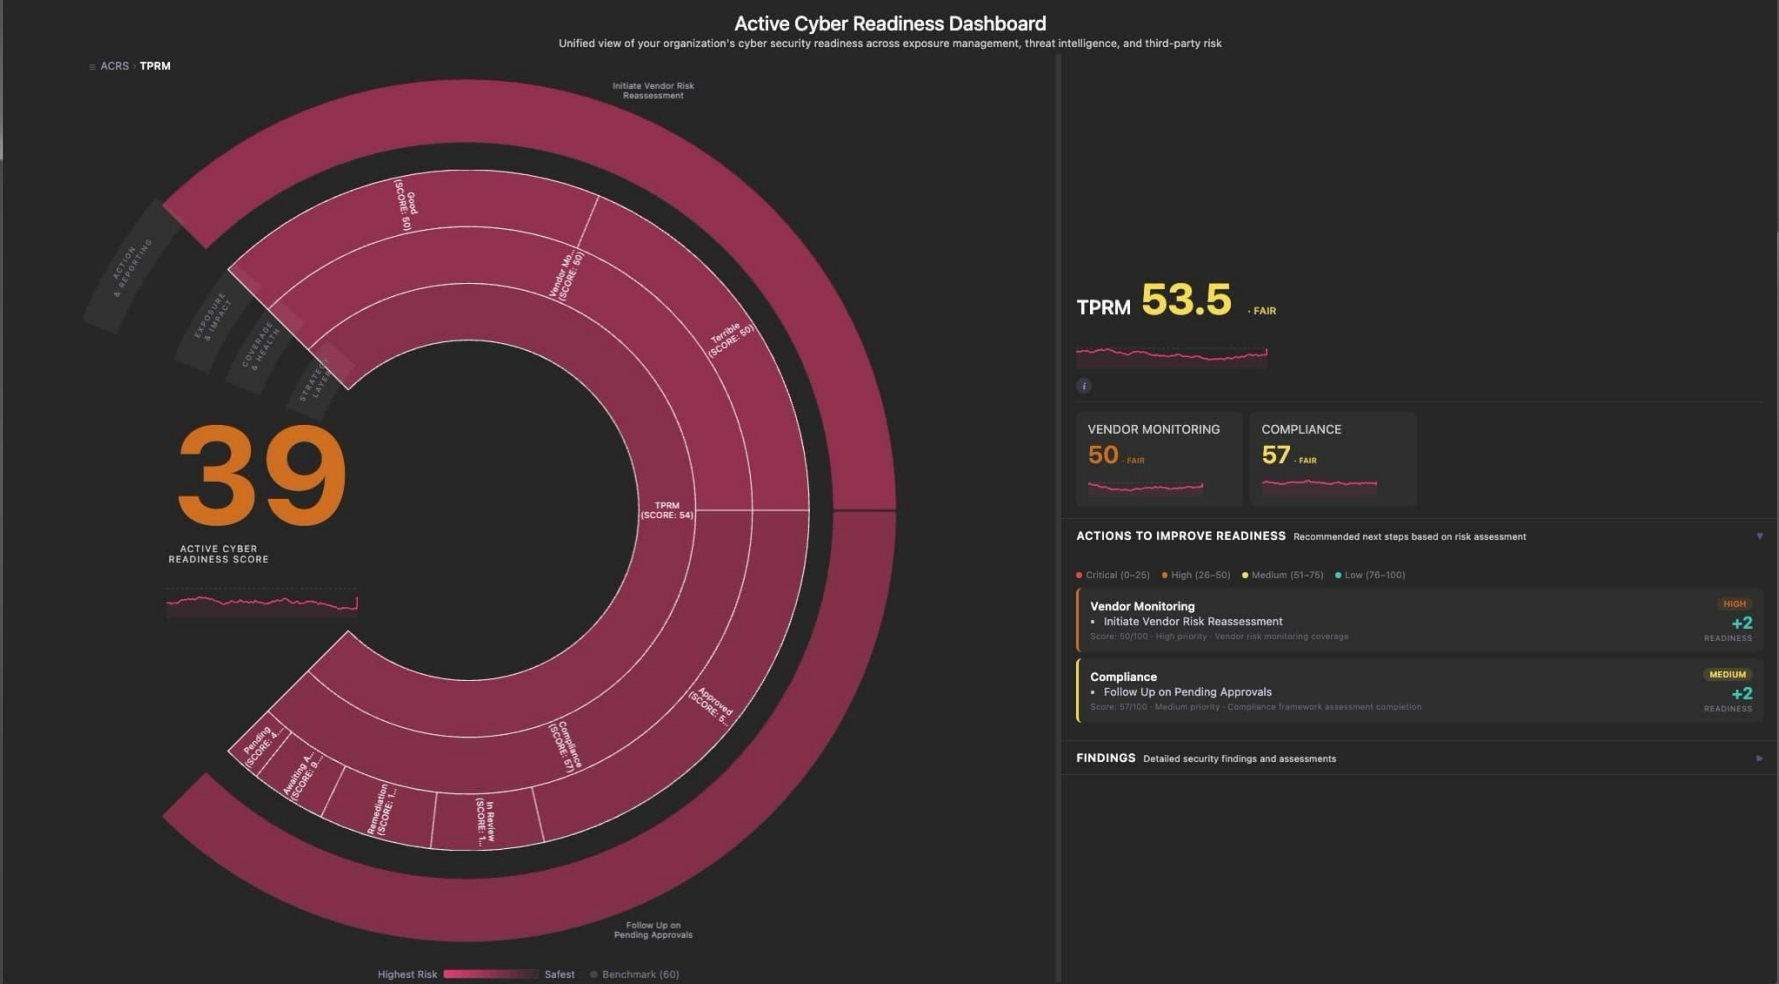 Active Cyber Readiness Dashboard
Unified view of your organization's cyber security readiness across exposure management, threat intelligence, and third-party risk
ACRS › TPRM
Initiate Vendor Risk
Reassessment
Good
(SCORE: 50)
Vendor Mo...
(SCORE: 50)
Terrible
(SCORE: 50)
ACTION
& REPORTING
EXPOSURE
& IMPACT
COVERAGE
& HEALTH
STRATEGY
LAYER
39
ACTIVE CYBER
READINESS SCORE
TPRM
(SCORE: 54)
Approved
(SCORE: 5...
Compliance
(SCORE: 57)
Pending
(SCORE: 4...
Awaiting A...
(SCORE: 9...
Remediation
(SCORE: 1...
In Review
(SCORE: 1...
Follow Up on
Pending Approvals
Highest Risk Safest Benchmark (60)
TPRM 53.5 · FAIR
i
VENDOR MONITORING
50 · FAIR
COMPLIANCE
57 · FAIR
ACTIONS TO IMPROVE READINESS Recommended next steps based on risk assessment
Critical (0–25) High (26–50) Medium (51–75) Low (76–100)
Vendor Monitoring HIGH
• Initiate Vendor Risk Reassessment +2
Score: 50/100 · High priority · Vendor risk monitoring coverage READINESS
Compliance MEDIUM
• Follow Up on Pending Approvals +2
Score: 57/100 · Medium priority · Compliance framework assessment completion READINESS
FINDINGS Detailed security findings and assessments